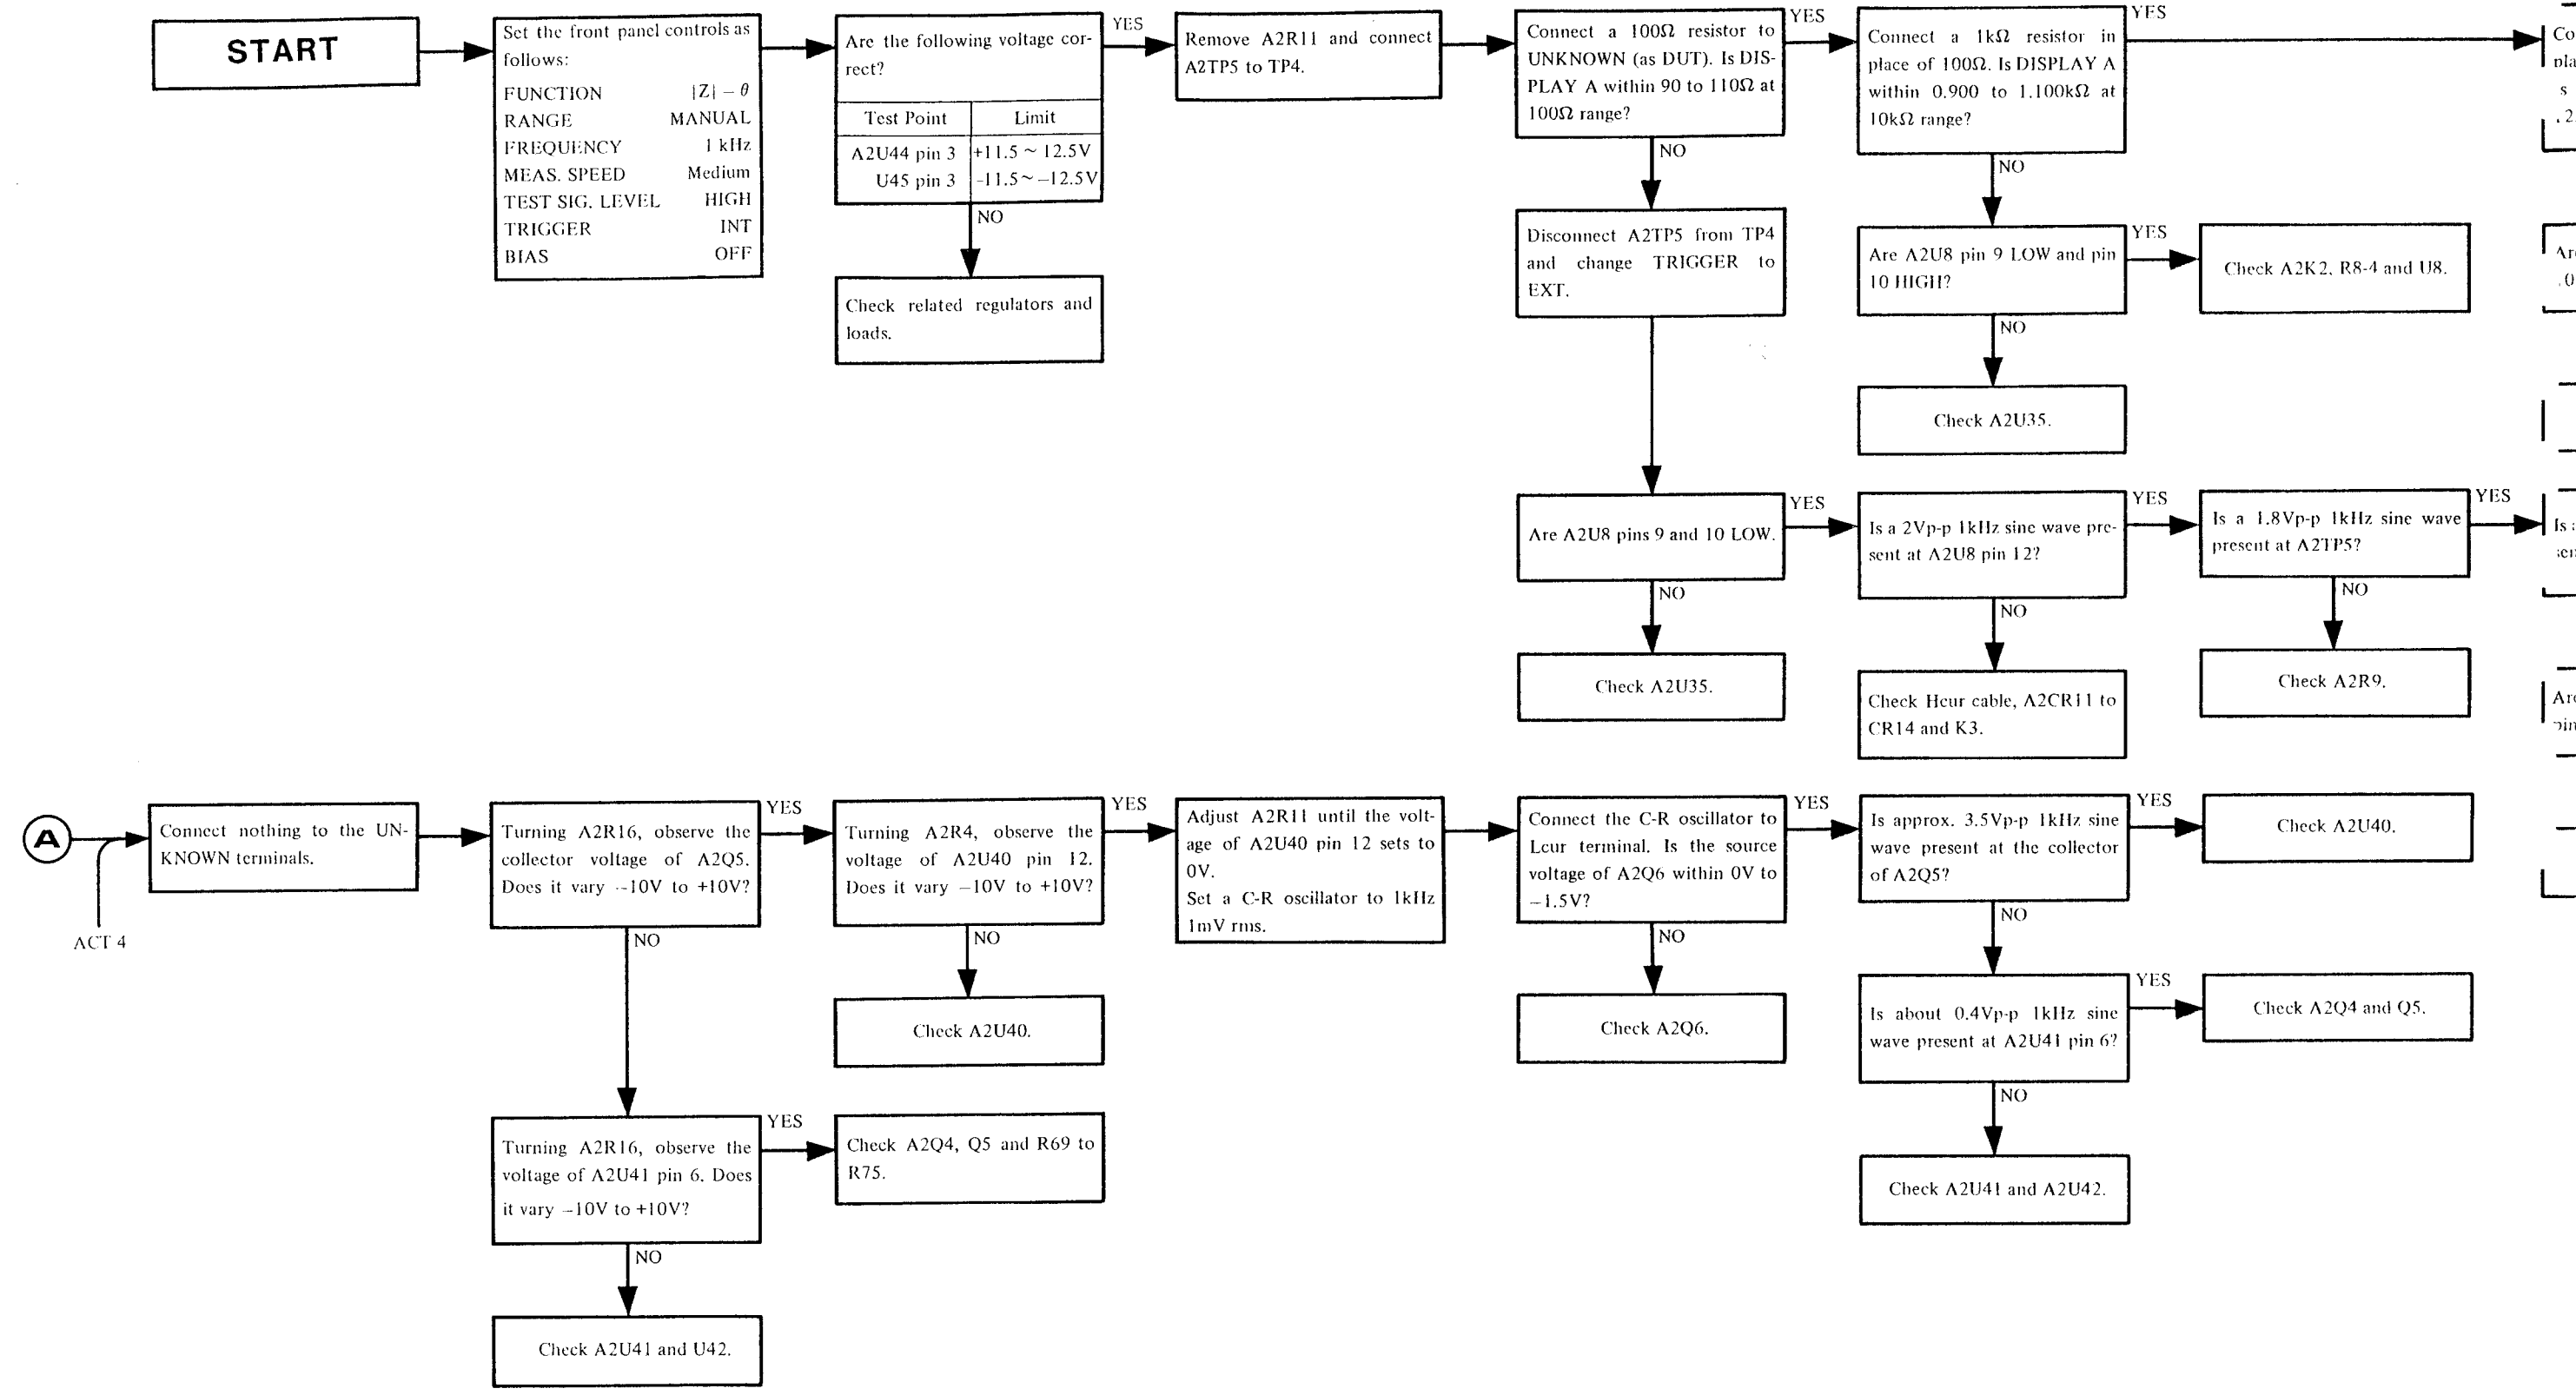 START
Set the front panel controls as
follows:
FUNCTION |Z| – θ
RANGE MANUAL
FREQUENCY 1 kHz
MEAS. SPEED Medium
TEST SIG. LEVEL HIGH
TRIGGER INT
BIAS OFF
Are the following voltage cor-
rect?
Test Point Limit
A2U44 pin 3 +11.5 ~ 12.5V
U45 pin 3 -11.5 ~ –12.5V
YES
NO
Check related regulators and
loads.
Remove A2R11 and connect
A2TP5 to TP4.
Connect a 100Ω resistor to
UNKNOWN (as DUT). Is DIS-
PLAY A within 90 to 110Ω at
100Ω range?
YES
NO
Connect a 1kΩ resistor in
place of 100Ω. Is DISPLAY A
within 0.900 to 1.100kΩ at
10kΩ range?
YES
NO
Disconnect A2TP5 from TP4
and change TRIGGER to
EXT.
Are A2U8 pin 9 LOW and pin
10 HIGH?
YES
NO
Check A2K2, R8-4 and U8.
Check A2U35.
Are A2U8 pins 9 and 10 LOW.
YES
NO
Is a 2Vp-p 1kHz sine wave pre-
sent at A2U8 pin 12?
YES
NO
Is a 1.8Vp-p 1kHz sine wave
present at A2TP5?
YES
NO
Check A2U35.
Check Hcur cable, A2CR11 to
CR14 and K3.
Check A2R9.
A
ACT 4
Connect nothing to the UN-
KNOWN terminals.
Turning A2R16, observe the
collector voltage of A2Q5.
Does it vary –10V to +10V?
YES
NO
Turning A2R4, observe the
voltage of A2U40 pin 12.
Does it vary –10V to +10V?
YES
NO
Adjust A2R11 until the volt-
age of A2U40 pin 12 sets to
0V.
Set a C-R oscillator to 1kHz
1mV rms.
Connect the C-R oscillator to
Lcur terminal. Is the source
voltage of A2Q6 within 0V to
–1.5V?
YES
NO
Is approx. 3.5Vp-p 1kHz sine
wave present at the collector
of A2Q5?
YES
NO
Check A2U40.
Check A2U40.
Check A2Q6.
Is about 0.4Vp-p 1kHz sine
wave present at A2U41 pin 6?
YES
NO
Check A2Q4 and Q5.
Turning A2R16, observe the
voltage of A2U41 pin 6. Does
it vary –10V to +10V?
YES
NO
Check A2Q4, Q5 and R69 to
R75.
Check A2U41 and A2U42.
Check A2U41 and U42.